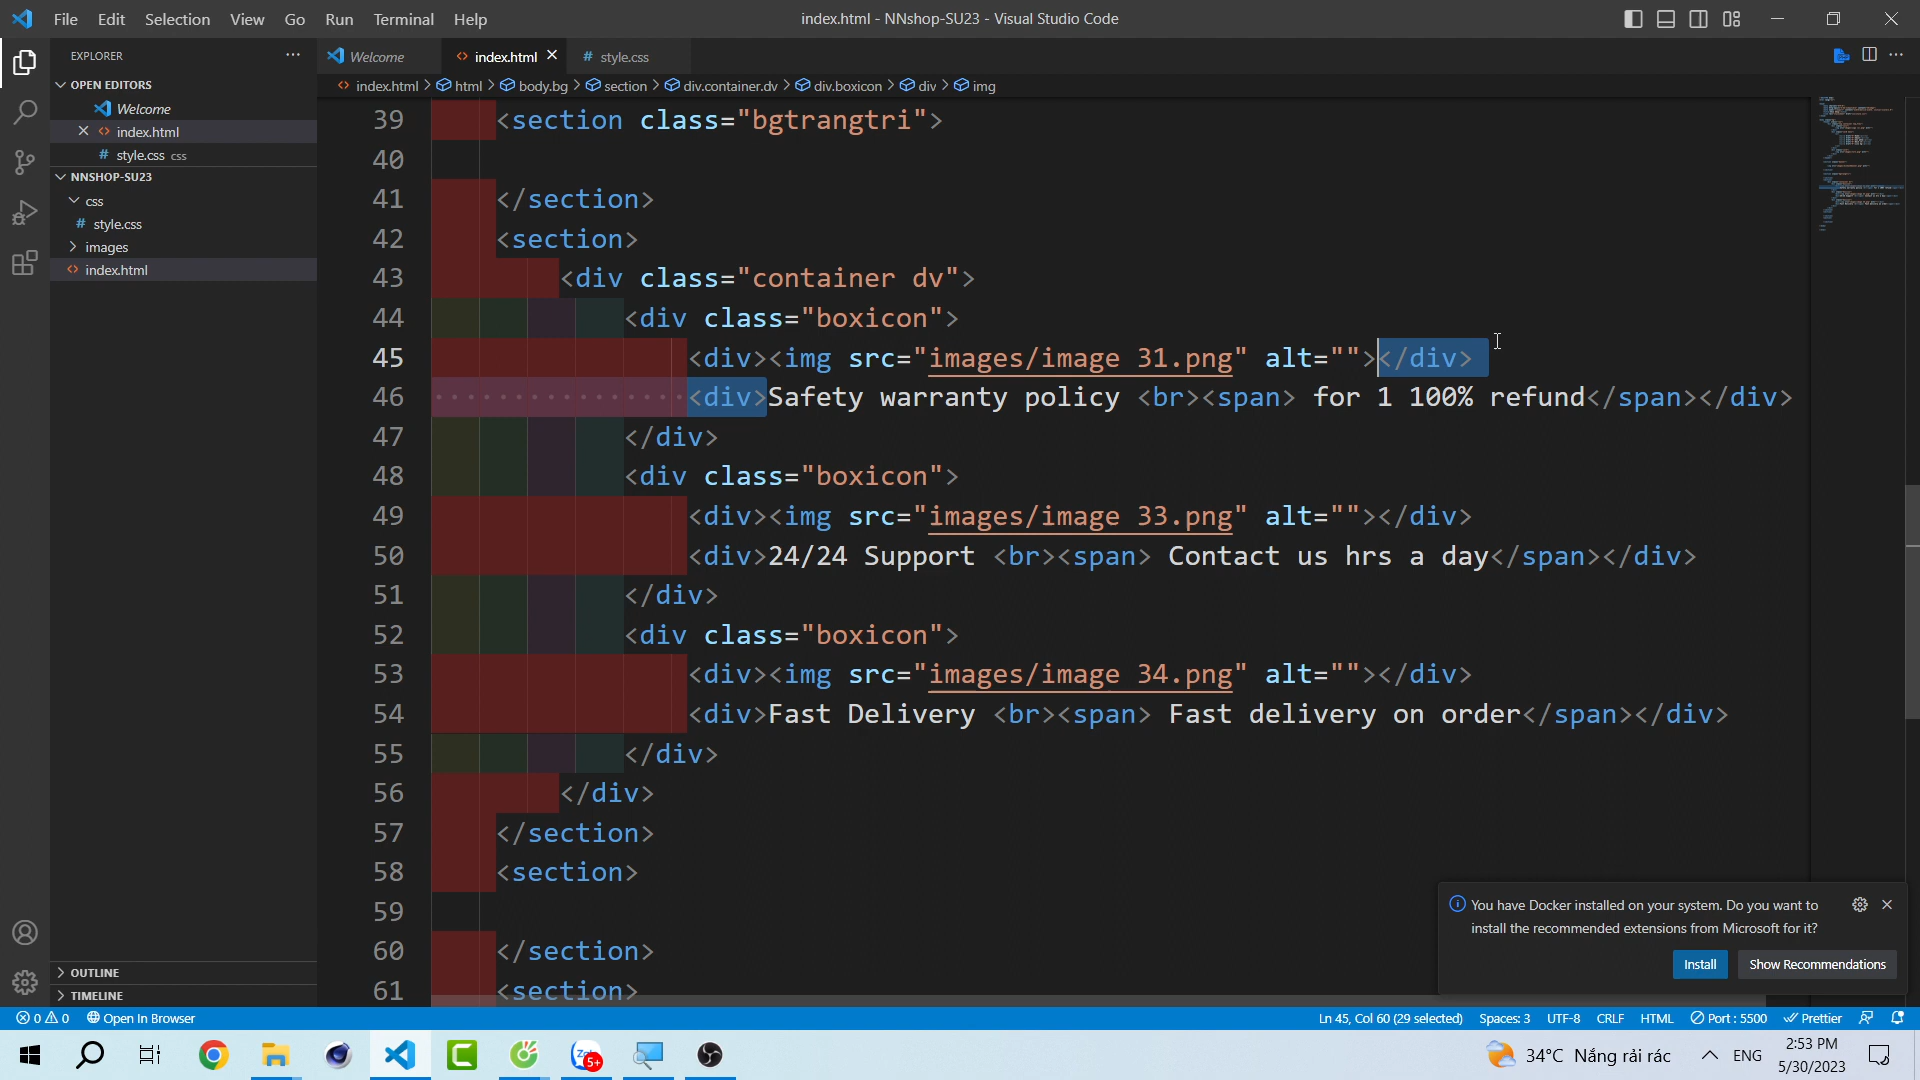 File Edit Selection View Go Run Terminal Help
index.html - NNshop-SU23 - Visual Studio Code
EXPLORER
OPEN EDITORS
Welcome
index.html
style.css css
NNSHOP-SU23
css
style.css
images
index.html
OUTLINE
TIMELINE
Welcome index.html style.css
index.html > html > body.bg > section > div.container.dv > div.boxicon > div > img
39 <section class="bgtrangtri">
40
41 </section>
42 <section>
43 <div class="container dv">
44 <div class="boxicon">
45 <div><img src="images/image 31.png" alt=""></div>
46 <div>Safety warranty policy <br><span> for 1 100% refund</span></div>
47 </div>
48 <div class="boxicon">
49 <div><img src="images/image 33.png" alt=""></div>
50 <div>24/24 Support <br><span> Contact us hrs a day</span></div>
51 </div>
52 <div class="boxicon">
53 <div><img src="images/image 34.png" alt=""></div>
54 <div>Fast Delivery <br><span> Fast delivery on order</span></div>
55 </div>
56 </div>
57 </section>
58 <section>
59
60 </section>
61 <section>
You have Docker installed on your system. Do you want to
install the recommended extensions from Microsoft for it?
Install Show Recommendations
0 0 Open In Browser
Ln 45, Col 60 (29 selected) Spaces: 3 UTF-8 CRLF HTML Port : 5500 Prettier
5+
34°C Nắng rải rác ENG
2:53 PM
5/30/2023